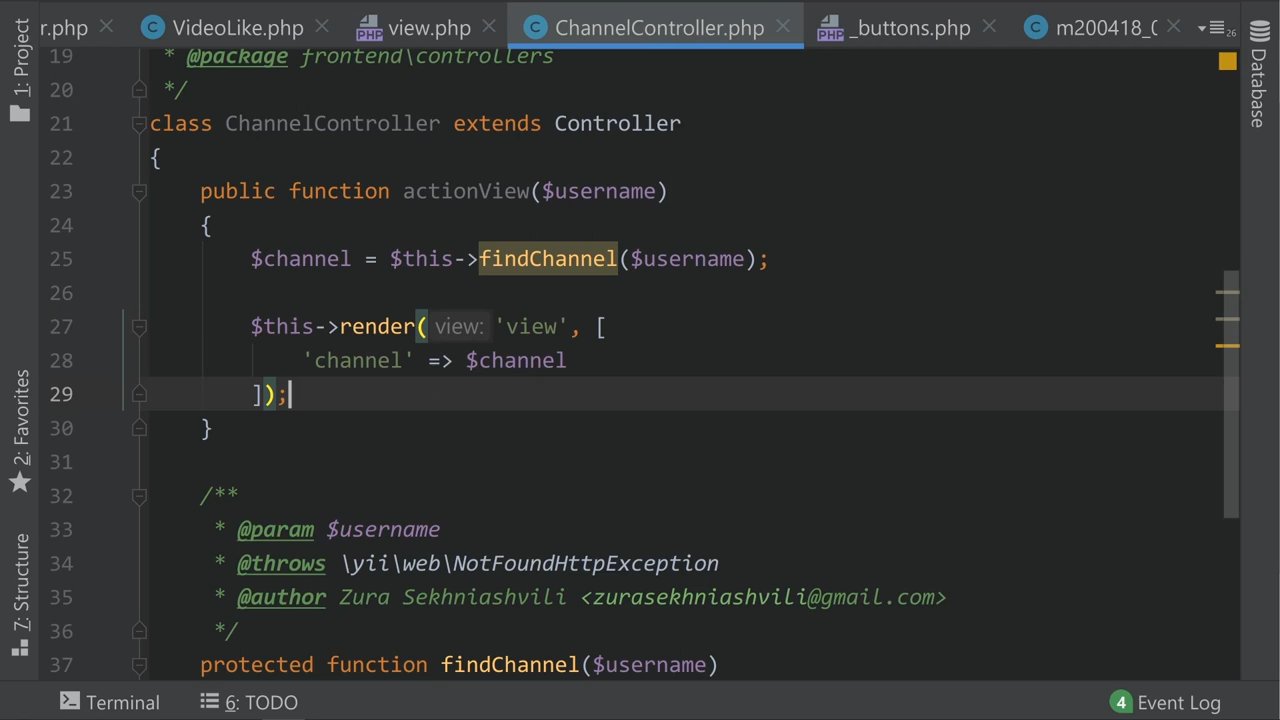 r.php
VideoLike.php
view.php
ChannelController.php
_buttons.php
m200418_0
26
1: Project
2: Favorites
7: Structure
Database
19 * @package frontend\controllers
20 */
21 class ChannelController extends Controller
22 {
23 public function actionView($username)
24 {
25 $channel = $this->findChannel($username);
26
27 $this->render( view: 'view', [
28 'channel' => $channel
29 ]);
30 }
31
32 /**
33 * @param $username
34 * @throws \yii\web\NotFoundHttpException
35 * @author Zura Sekhniashvili <zurasekhniashvili@gmail.com>
36 */
37 protected function findChannel($username)
Terminal
6: TODO
4 Event Log